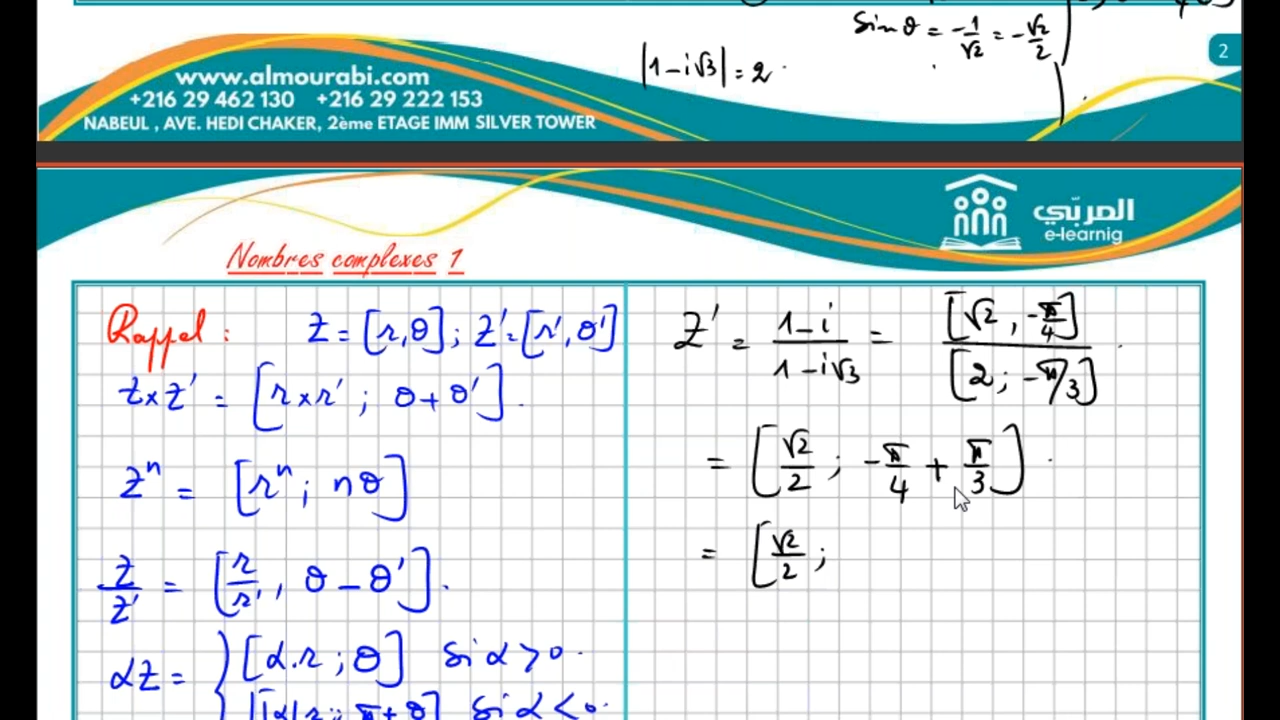 sin θ = -1/√2 = -√2/2
|1-i√3| = 2
2
www.almourabi.com
+216 29 462 130 +216 29 222 153
NABEUL , AVE. HEDI CHAKER, 2ème ETAGE IMM SILVER TOWER
المربّي
e-learnig
Nombres complexes 1
Rappel : Z = [r,θ] ; Z' = [r',θ']
z×z' = [r×r' ; θ+θ'].
Zⁿ = [rⁿ ; nθ]
Z/Z' = [r/r' , θ-θ'].
αZ = { [α.r ; θ] si α > 0.
[|α|r ; π+θ] si α < 0.
Z' = (1-i)/(1-i√3) = [√2 , -π/4]/[2 ; -π/3].
= [√2/2 ; -π/4 + π/3].
= [√2/2 ;